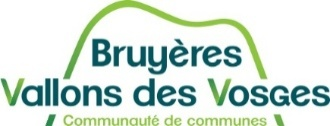 Bruyères
Vallons des Vosges
Communauté de communes